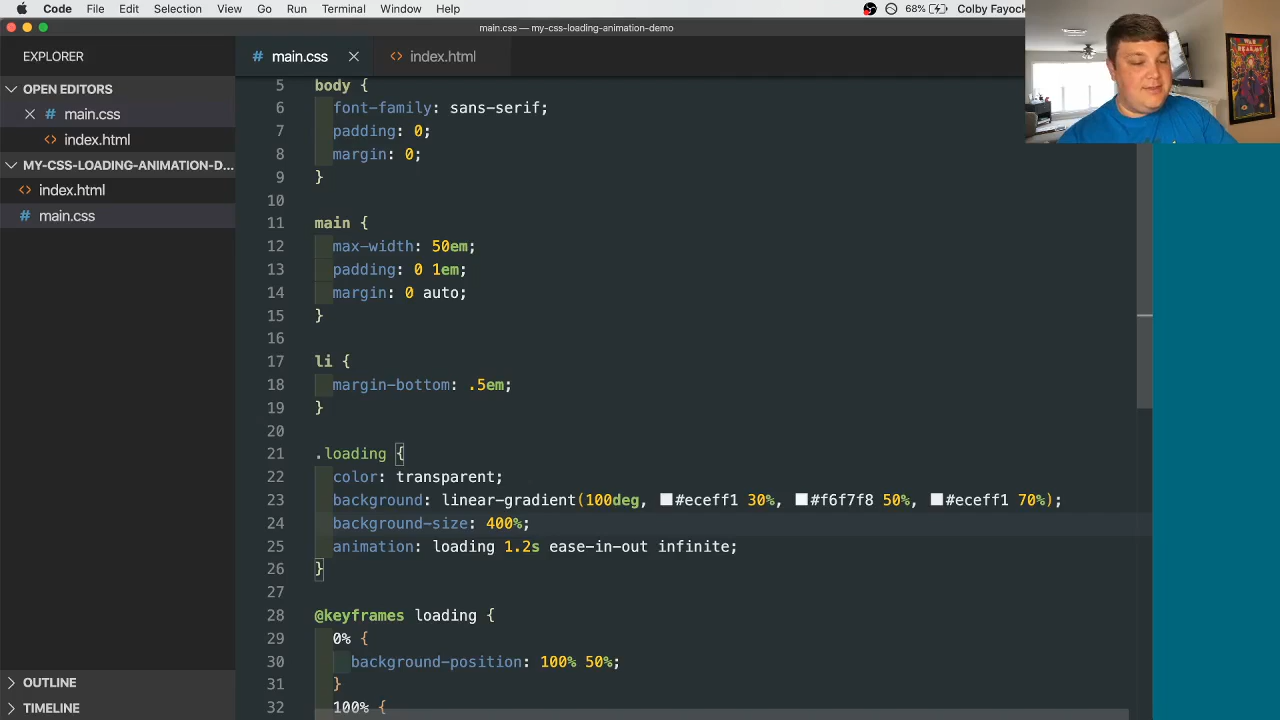 Code File Edit Selection View Go Run Terminal Window Help 68% Colby Fayock
main.css — my-css-loading-animation-demo
EXPLORER
OPEN EDITORS
main.css
index.html
MY-CSS-LOADING-ANIMATION-D...
index.html
main.css
OUTLINE
TIMELINE
main.css index.html
5 body {
6 font-family: sans-serif;
7 padding: 0;
8 margin: 0;
9 }
10
11 main {
12 max-width: 50em;
13 padding: 0 1em;
14 margin: 0 auto;
15 }
16
17 li {
18 margin-bottom: .5em;
19 }
20
21 .loading {
22 color: transparent;
23 background: linear-gradient(100deg, #eceff1 30%, #f6f7f8 50%, #eceff1 70%);
24 background-size: 400%;
25 animation: loading 1.2s ease-in-out infinite;
26 }
27
28 @keyframes loading {
29 0% {
30 background-position: 100% 50%;
31 }
32 100% {